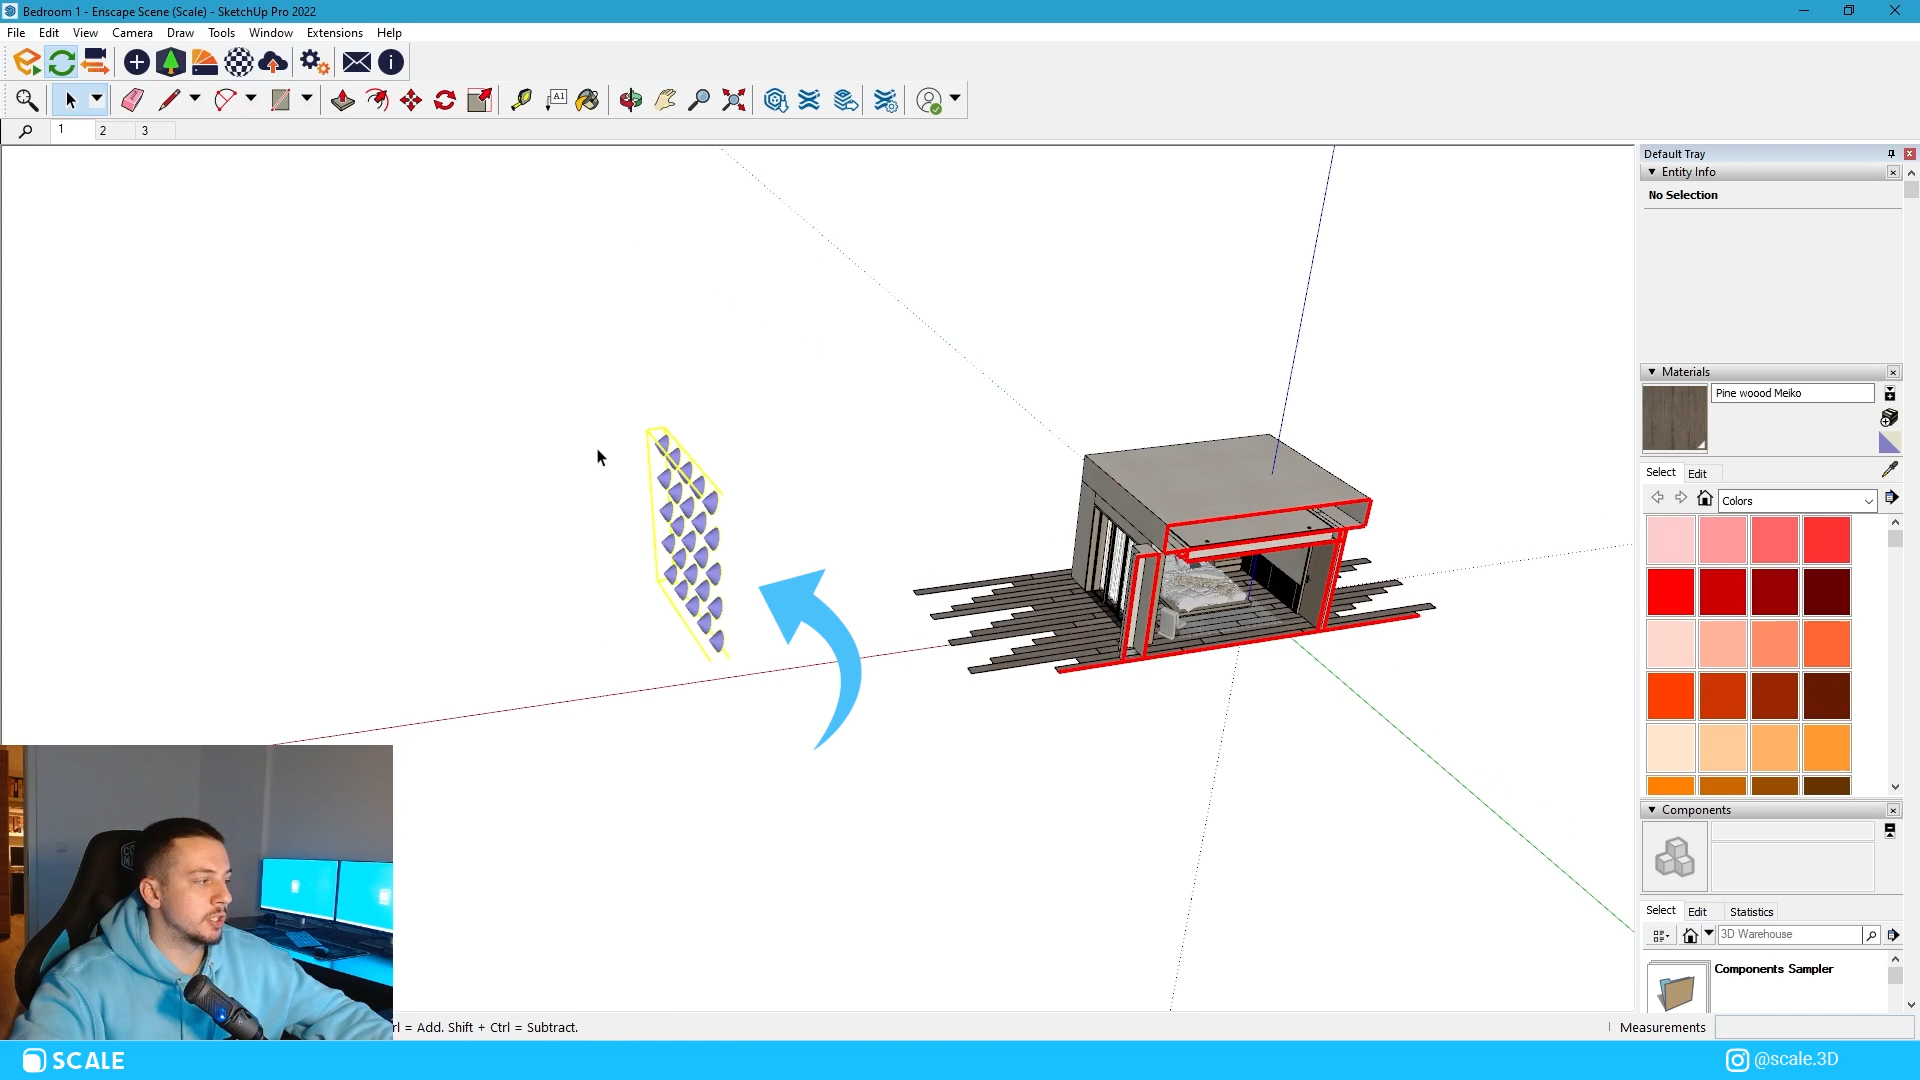 Bedroom 1 - Enscape Scene (Scale) - SketchUp Pro 2022
File Edit View Camera Draw Tools Window Extensions Help
A1
1 2 3
Default Tray
Entity Info
No Selection
Materials
Pine woood Meiko
Select Edit
Colors
Components
Select Edit Statistics
3D Warehouse
Components Sampler
rl = Add. Shift + Ctrl = Subtract.
Measurements
SCALE
@scale.3D